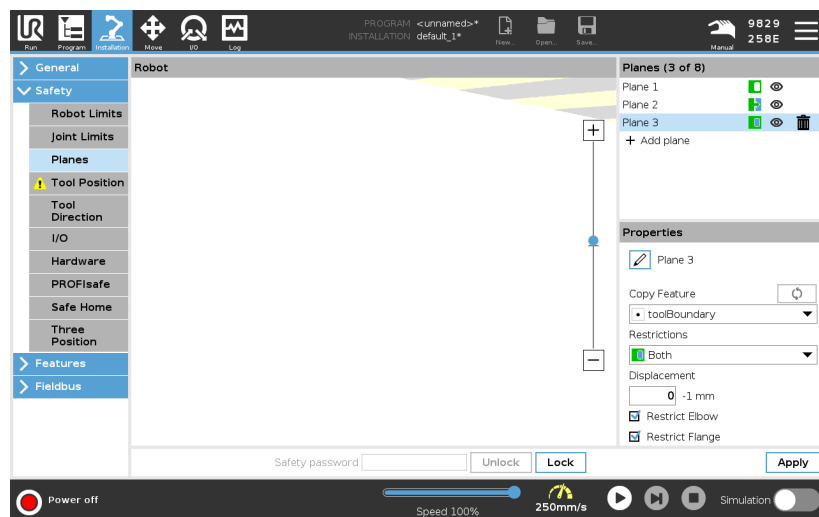 UR
PROGRAM <unnamed>*
INSTALLATION default_1*
9829
258E
Run Program Installation Move I/O Log New... Open... Save... Manual
General
Safety
Robot Limits
Joint Limits
Planes
Tool Position
Tool
Direction
I/O
Hardware
PROFIsafe
Safe Home
Three
Position
Features
Fieldbus
Robot
Planes (3 of 8)
Plane 1
Plane 2
Plane 3
+ Add plane
Properties
Plane 3
Copy Feature
toolBoundary
Restrictions
Both
Displacement
0 -1 mm
Restrict Elbow
Restrict Flange
Safety password Unlock Lock Apply
Power off
Speed 100%
250mm/s
Simulation